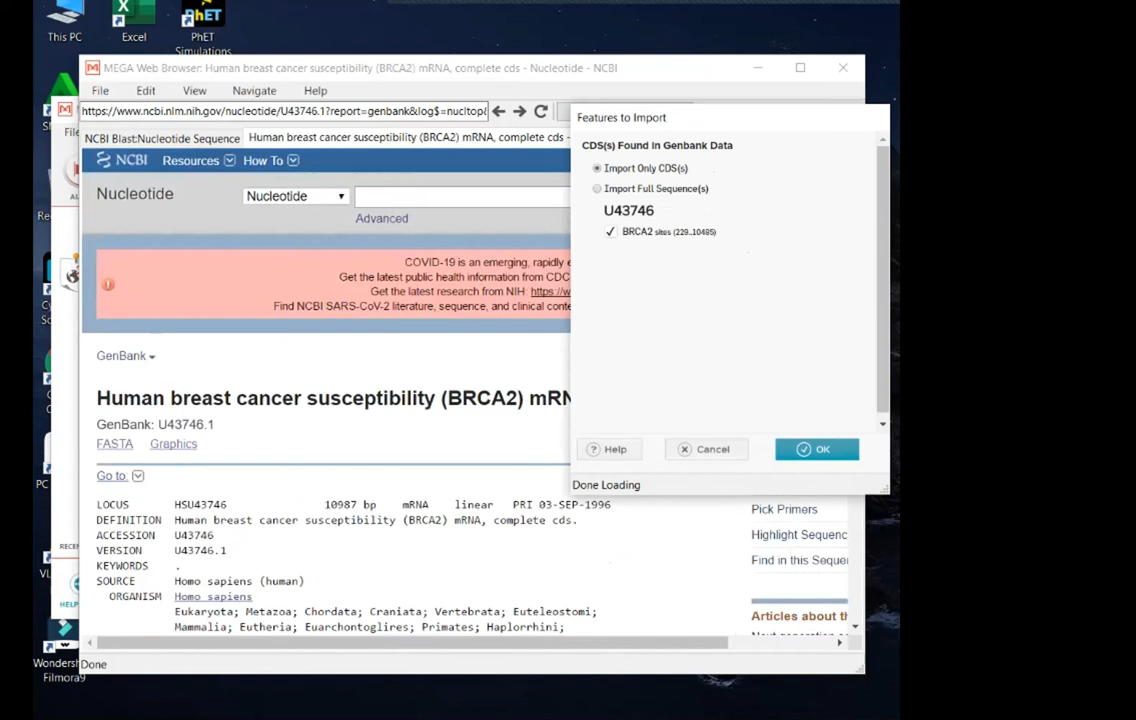 This PC
Excel
PhET
PhET
Simulations
MEGA Web Browser: Human breast cancer susceptibility (BRCA2) mRNA, complete cds - Nucleotide - NCBI
File Edit View Navigate Help
https://www.ncbi.nlm.nih.gov/nucleotide/U43746.1?report=genbank&log$=nucltop&
NCBI Blast:Nucleotide Sequence
Human breast cancer susceptibility (BRCA2) mRNA, complete cds -
NCBI Resources How To
Nucleotide
Nucleotide
Advanced
COVID-19 is an emerging, rapidly e
Get the latest public health information from CDC
Get the latest research from NIH: https://w
Find NCBI SARS-CoV-2 literature, sequence, and clinical conte
GenBank
Human breast cancer susceptibility (BRCA2) mRN
GenBank: U43746.1
FASTA Graphics
Go to:
LOCUS HSU43746 10987 bp mRNA linear PRI 03-SEP-1996
DEFINITION Human breast cancer susceptibility (BRCA2) mRNA, complete cds.
ACCESSION U43746
VERSION U43746.1
KEYWORDS .
SOURCE Homo sapiens (human)
ORGANISM Homo sapiens
Eukaryota; Metazoa; Chordata; Craniata; Vertebrata; Euteleostomi;
Mammalia; Eutheria; Euarchontoglires; Primates; Haplorrhini;
Done
Features to Import
CDS(s) Found in Genbank Data
Import Only CDS(s)
Import Full Sequence(s)
U43746
BRCA2 sites (229..10485)
Help
Cancel
OK
Done Loading
Pick Primers
Highlight Sequenc
Find in this Seque
Articles about th
File
RECEN
HELP
PC
VL
Wondersh
Filmora9